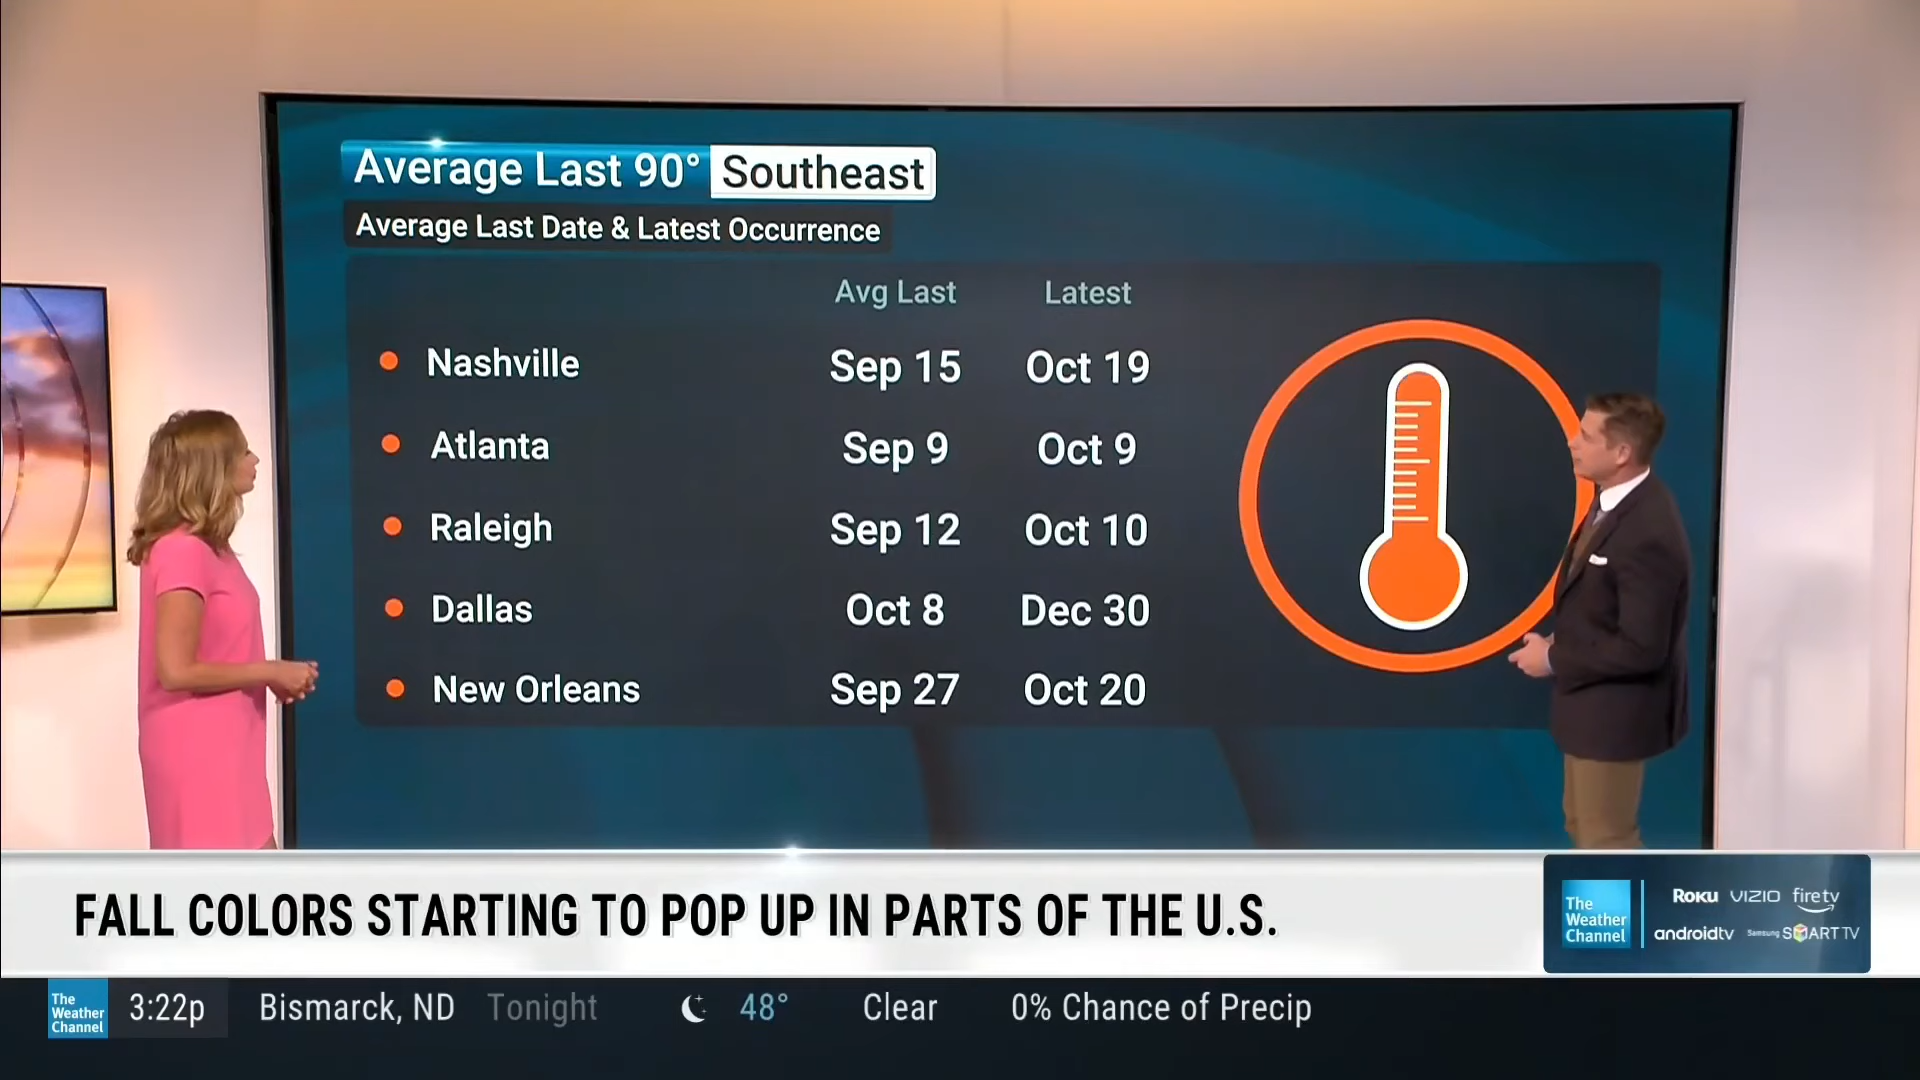 Average Last 90° Southeast
Average Last Date & Latest Occurrence
Avg Last Latest
Nashville Sep 15 Oct 19
Atlanta Sep 9 Oct 9
Raleigh Sep 12 Oct 10
Dallas Oct 8 Dec 30
New Orleans Sep 27 Oct 20
FALL COLORS STARTING TO POP UP IN PARTS OF THE U.S.
The
Weather
Channel
Roku VIZIO firetv
androidtv Samsung SMART TV
The
Weather
Channel
3:22p Bismarck, ND Tonight 48° Clear 0% Chance of Precip